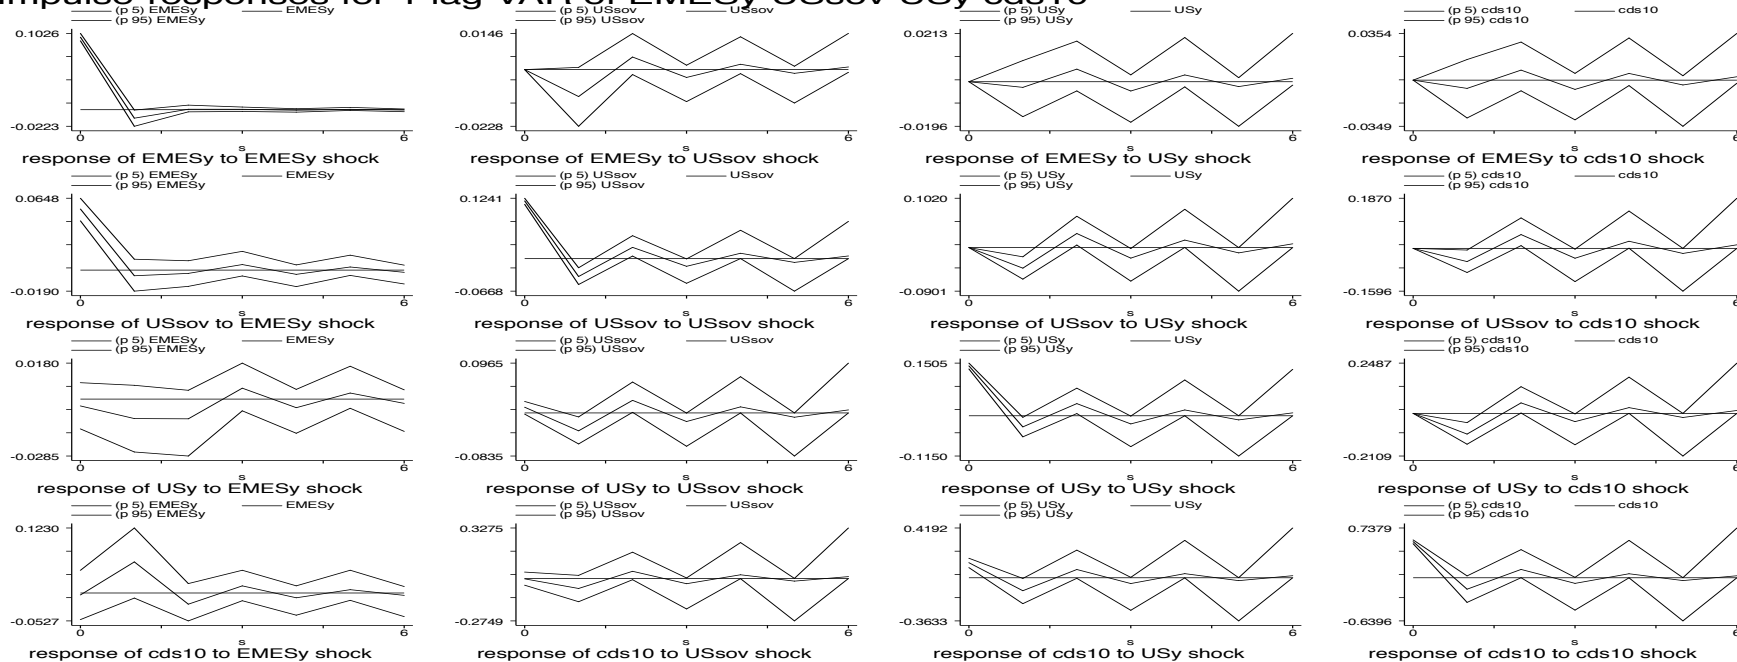 Impulse responses for 1 lag VAR of EMESy USsov USy cds10
(p 5) EMESy EMESy
(p 95) EMESy
0.1026
-0.0223
0 6
s
response of EMESy to EMESy shock
(p 5) USsov USsov
(p 95) USsov
0.0146
-0.0228
0 6
s
response of EMESy to USsov shock
(p 5) USy USy
(p 95) USy
0.0213
-0.0196
0 6
s
response of EMESy to USy shock
(p 5) cds10 cds10
(p 95) cds10
0.0354
-0.0349
0 6
s
response of EMESy to cds10 shock
(p 5) EMESy EMESy
(p 95) EMESy
0.0648
-0.0190
0 6
s
response of USsov to EMESy shock
(p 5) USsov USsov
(p 95) USsov
0.1241
-0.0668
0 6
s
response of USsov to USsov shock
(p 5) USy USy
(p 95) USy
0.1020
-0.0901
0 6
s
response of USsov to USy shock
(p 5) cds10 cds10
(p 95) cds10
0.1870
-0.1596
0 6
s
response of USsov to cds10 shock
(p 5) EMESy EMESy
(p 95) EMESy
0.0180
-0.0285
0 6
s
response of USy to EMESy shock
(p 5) USsov USsov
(p 95) USsov
0.0965
-0.0835
0 6
s
response of USy to USsov shock
(p 5) USy USy
(p 95) USy
0.1505
-0.1150
0 6
s
response of USy to USy shock
(p 5) cds10 cds10
(p 95) cds10
0.2487
-0.2109
0 6
s
response of USy to cds10 shock
(p 5) EMESy EMESy
(p 95) EMESy
0.1230
-0.0527
0 6
s
response of cds10 to EMESy shock
(p 5) USsov USsov
(p 95) USsov
0.3275
-0.2749
0 6
s
response of cds10 to USsov shock
(p 5) USy USy
(p 95) USy
0.4192
-0.3633
0 6
s
response of cds10 to USy shock
(p 5) cds10 cds10
(p 95) cds10
0.7379
-0.6396
0 6
s
response of cds10 to cds10 shock